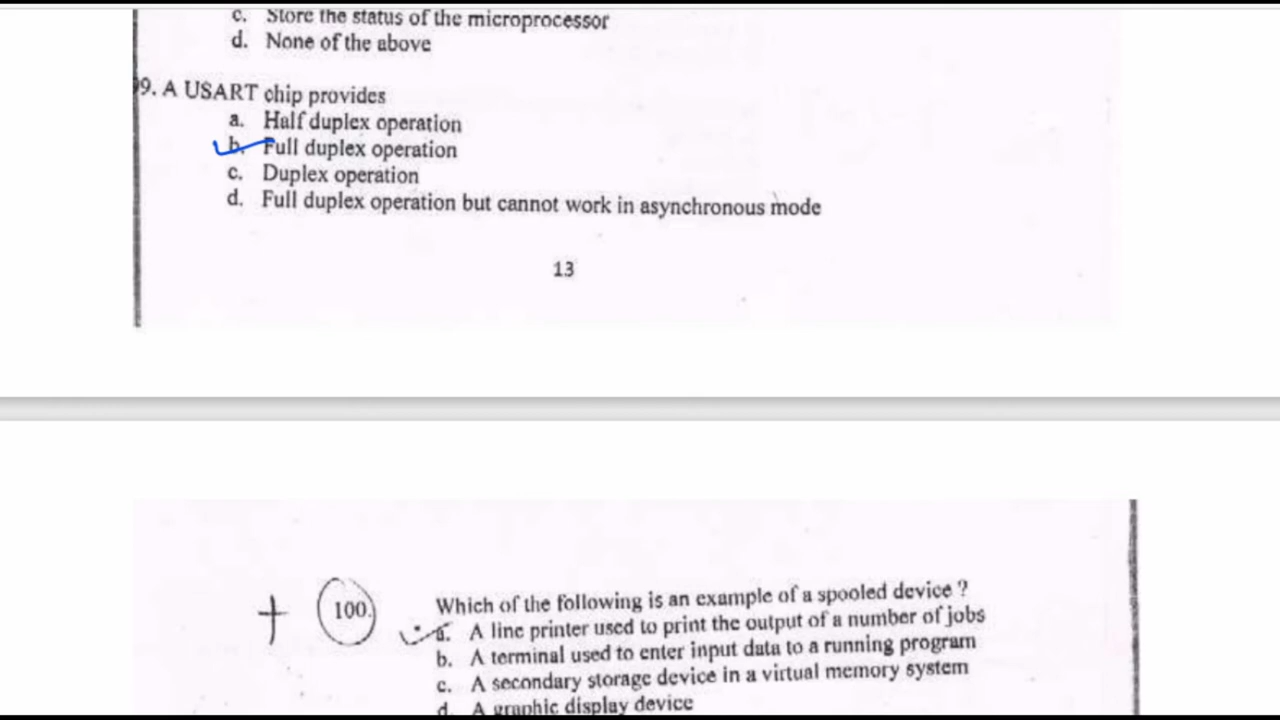 c. Store the status of the microprocessor
d. None of the above
99. A USART chip provides
a. Half duplex operation
b. Full duplex operation
c. Duplex operation
d. Full duplex operation but cannot work in asynchronous mode
13
+ 100. Which of the following is an example of a spooled device ?
a. A line printer used to print the output of a number of jobs
b. A terminal used to enter input data to a running program
c. A secondary storage device in a virtual memory system
d. A graphic display device